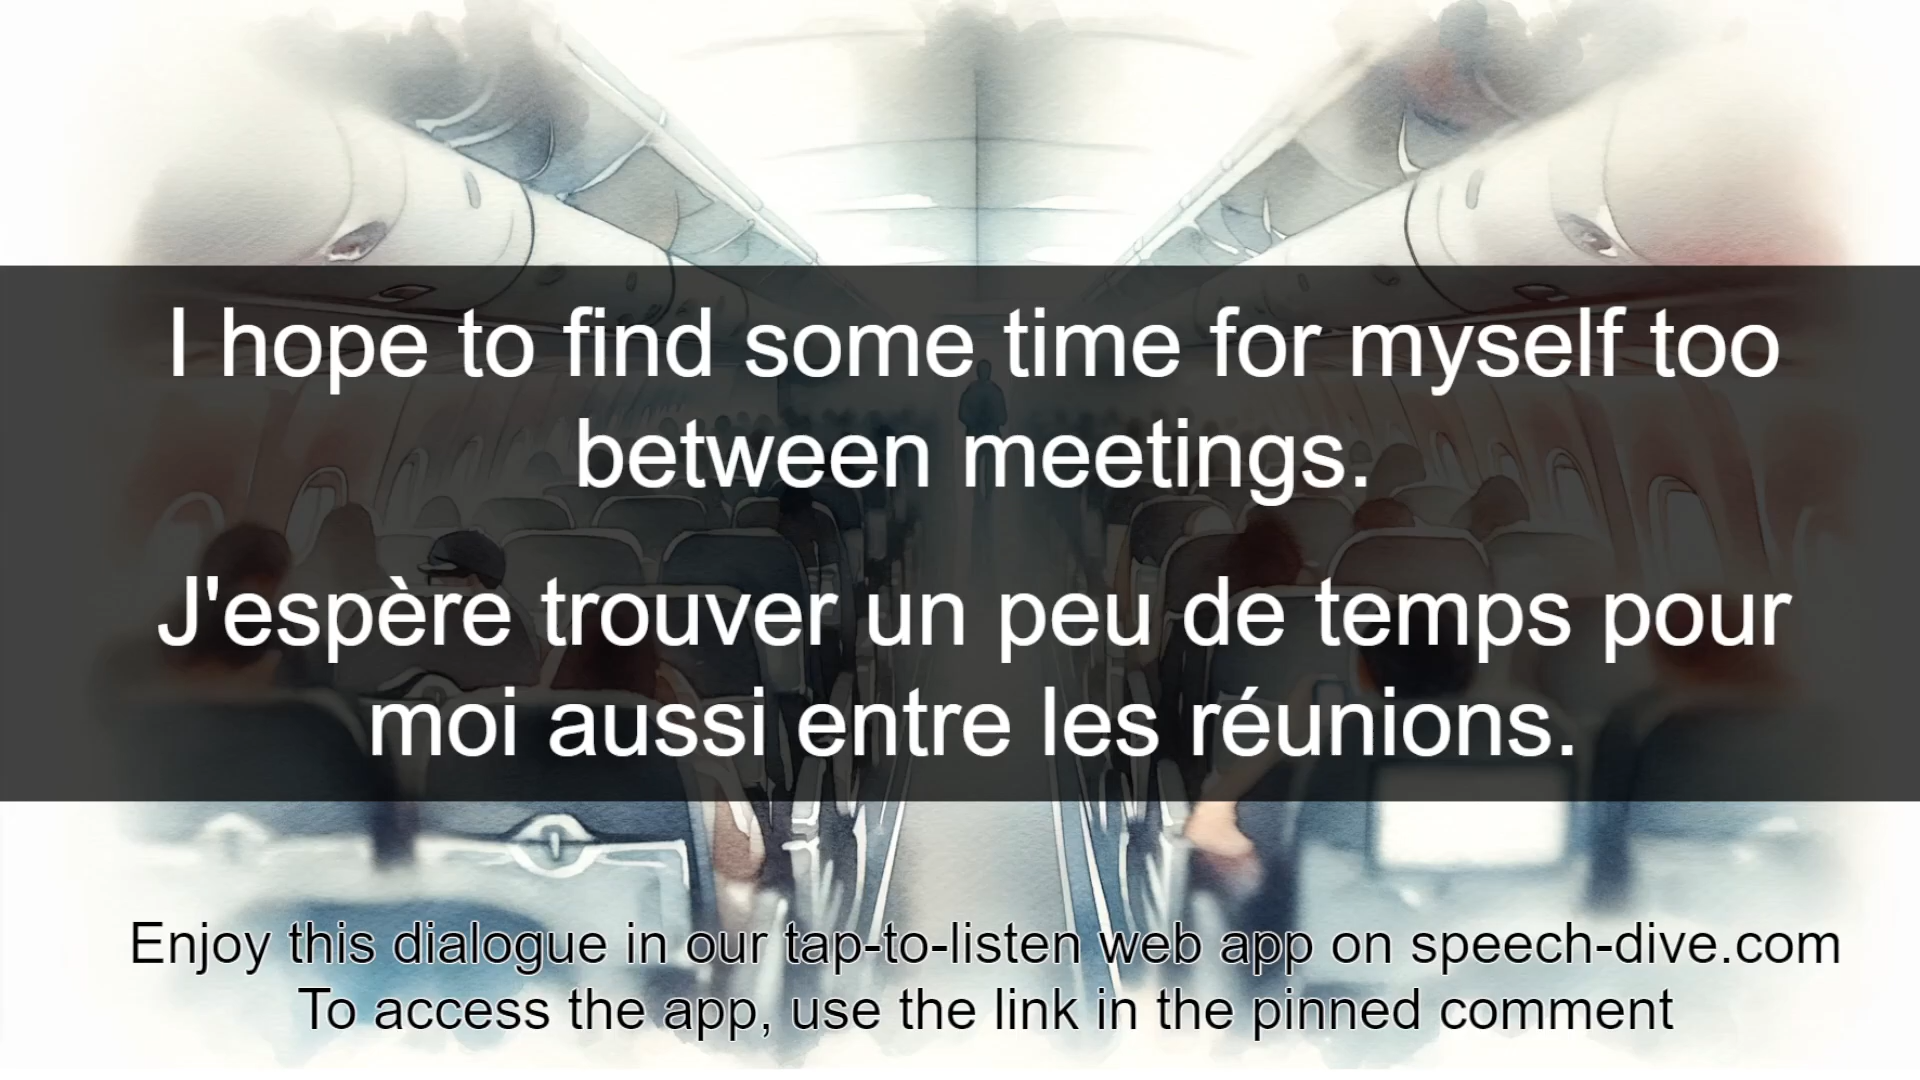 I hope to find some time for myself too
between meetings.
J'espère trouver un peu de temps pour
moi aussi entre les réunions.
Enjoy this dialogue in our tap-to-listen web app on speech-dive.com
To access the app, use the link in the pinned comment